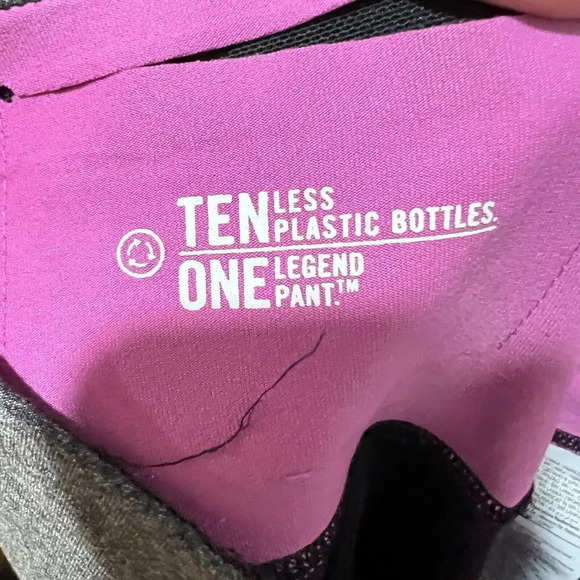 TEN LESS
PLASTIC BOTTLES.
ONE LEGEND
PANT.™